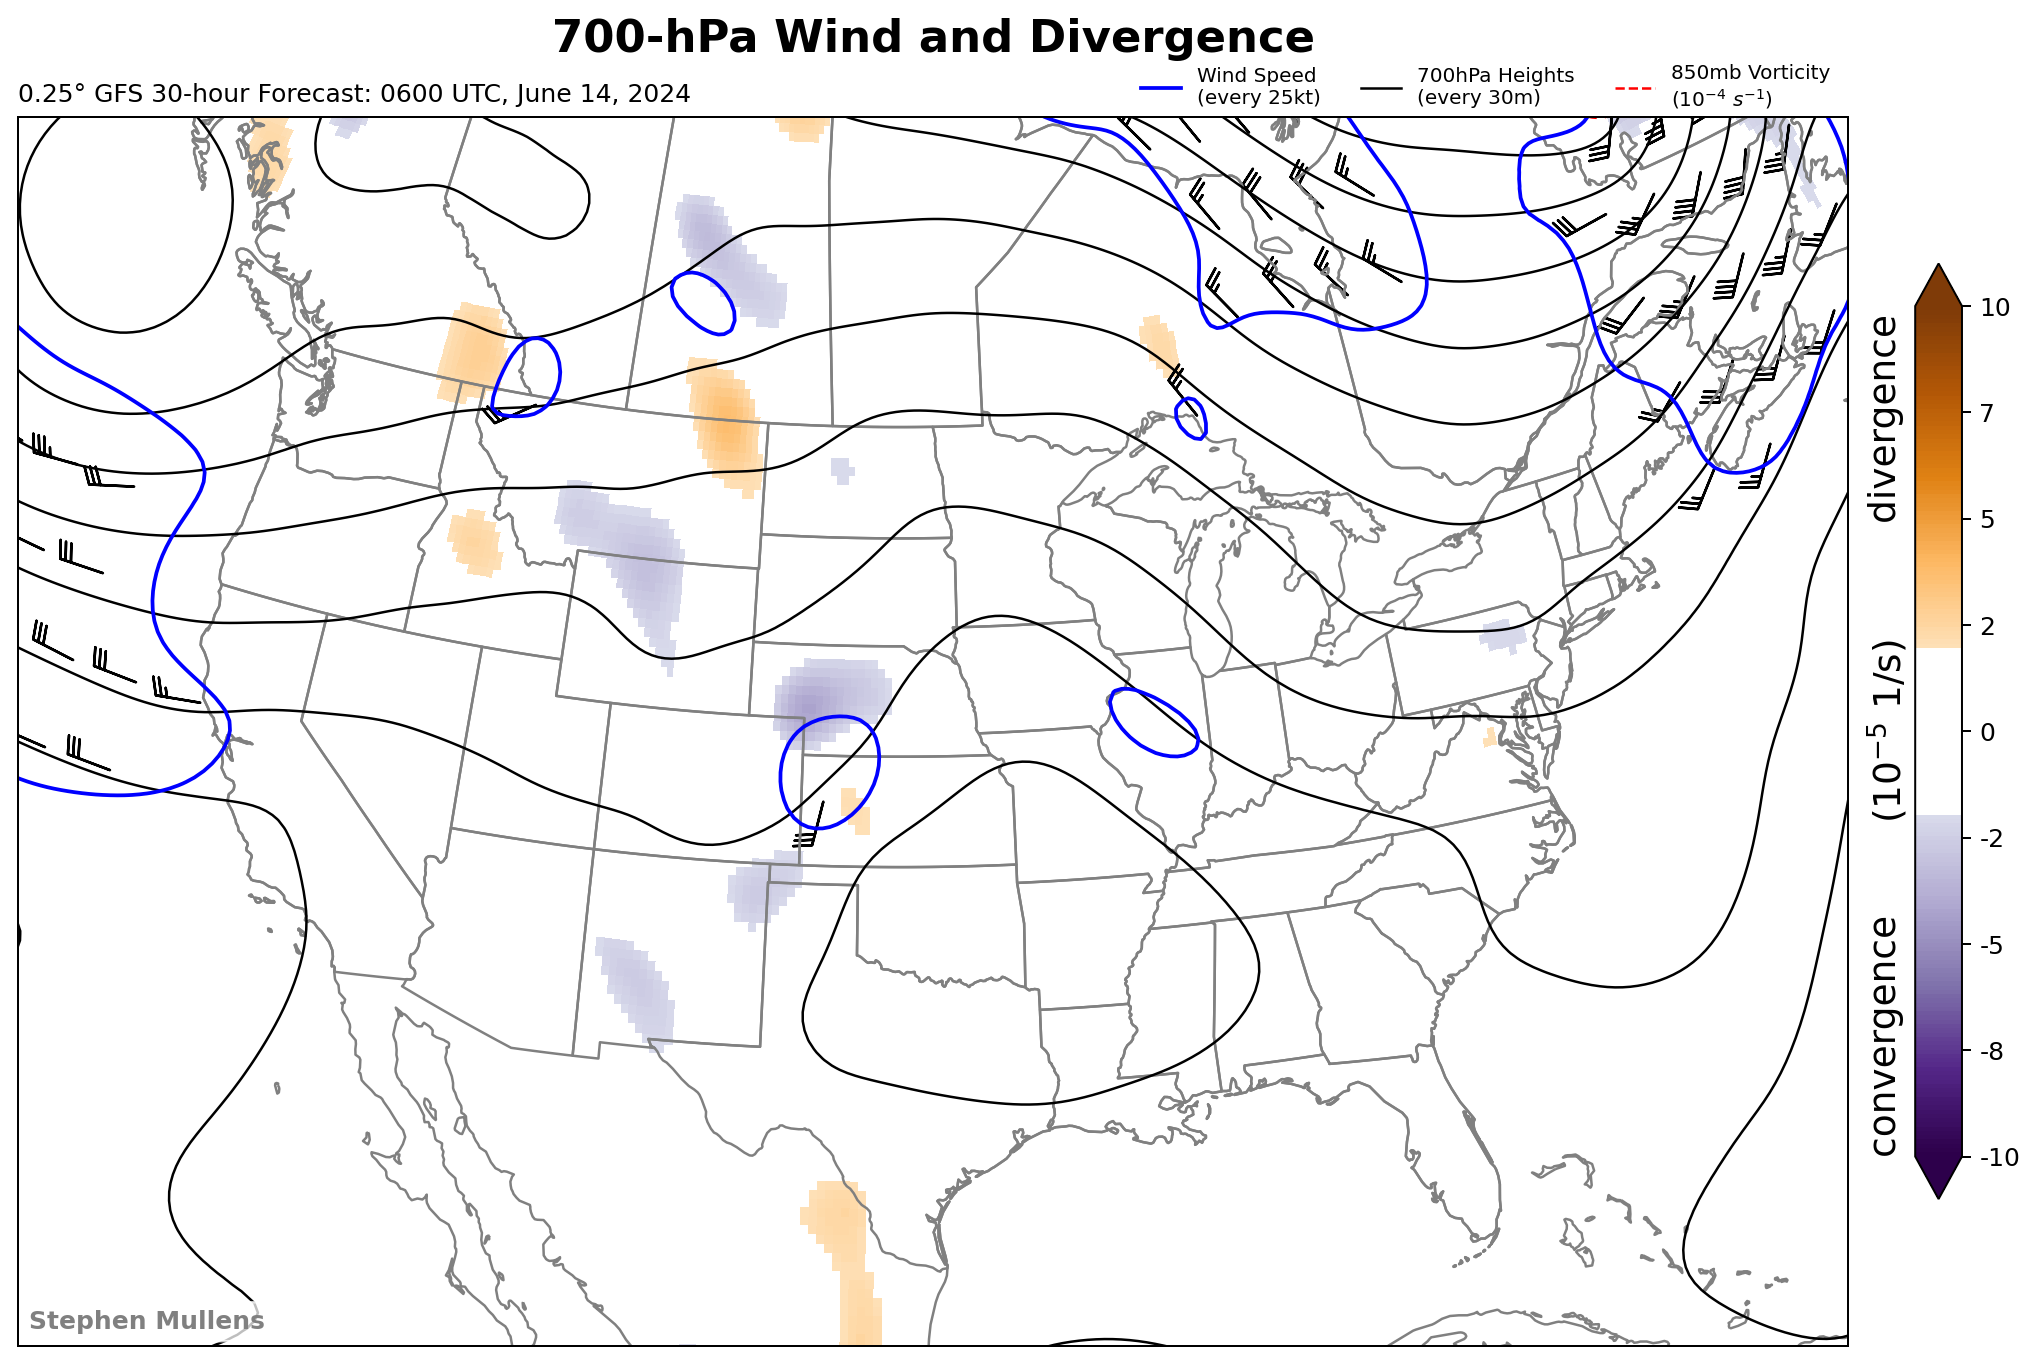 700-hPa Wind and Divergence
0.25° GFS 30-hour Forecast: 0600 UTC, June 14, 2024
Wind Speed
(every 25kt)
700hPa Heights
(every 30m)
850mb Vorticity
(10⁻⁴ s⁻¹)
10
7
5
2
0
-2
-5
-8
-10
convergence (10⁻⁵ 1/s) divergence
Stephen Mullens